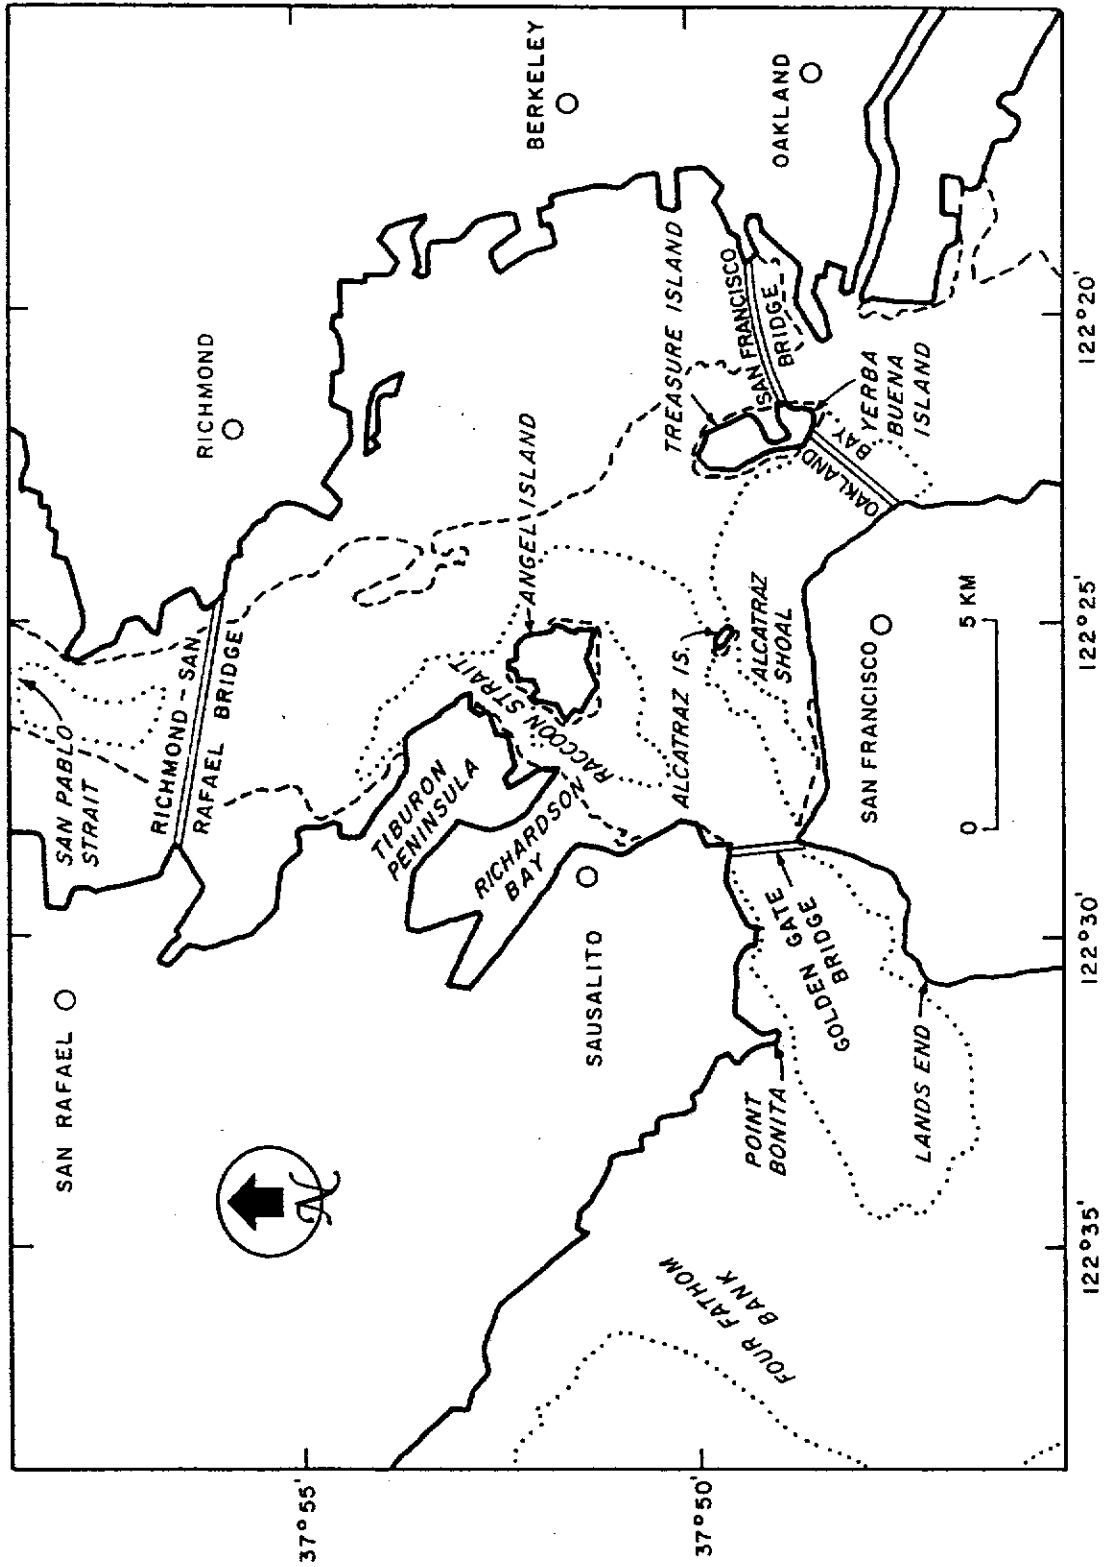 SAN RAFAEL
SAN PABLO
STRAIT
RICHMOND - SAN
RAFAEL BRIDGE
RICHMOND
N
TIBURON
PENINSULA
RICHARDSON
BAY
RACCOON STRAIT
ANGEL ISLAND
BERKELEY
SAUSALITO
ALCATRAZ IS.
ALCATRAZ
SHOAL
TREASURE ISLAND
SAN FRANCISCO
BRIDGE
OAKLAND
BAY
YERBA
BUENA
ISLAND
OAKLAND
FOUR FATHOM
BANK
POINT
BONITA
GOLDEN GATE
BRIDGE
LANDS END
SAN FRANCISCO
0 5 KM
37°55'
37°50'
122°35'
122°30'
122°25'
122°20'